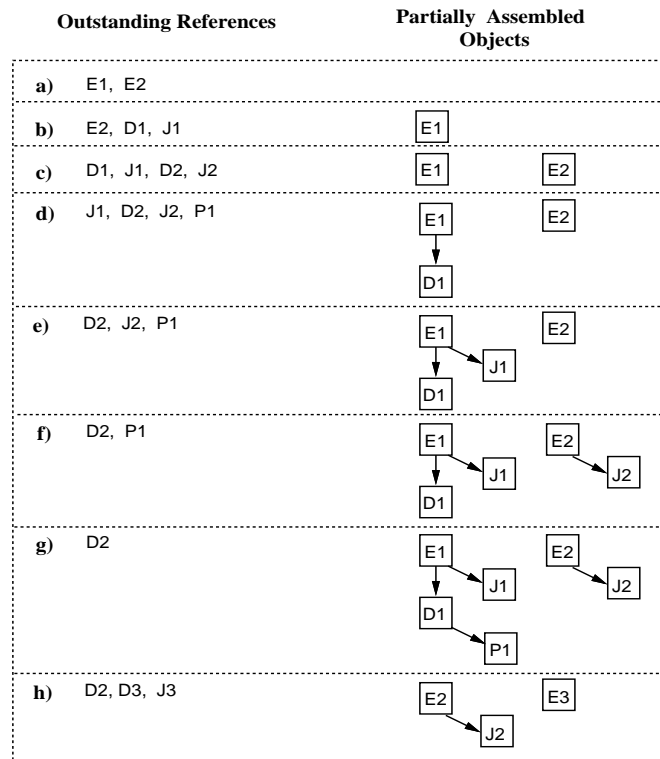 Outstanding References
Partially Assembled
Objects
a) E1, E2
b) E2, D1, J1
E1
c) D1, J1, D2, J2
E1 E2
d) J1, D2, J2, P1
E1 E2
D1
e) D2, J2, P1
E1 E2
J1
D1
f) D2, P1
E1 E2
J1 J2
D1
g) D2
E1 E2
J1 J2
D1
P1
h) D2, D3, J3
E2 E3
J2